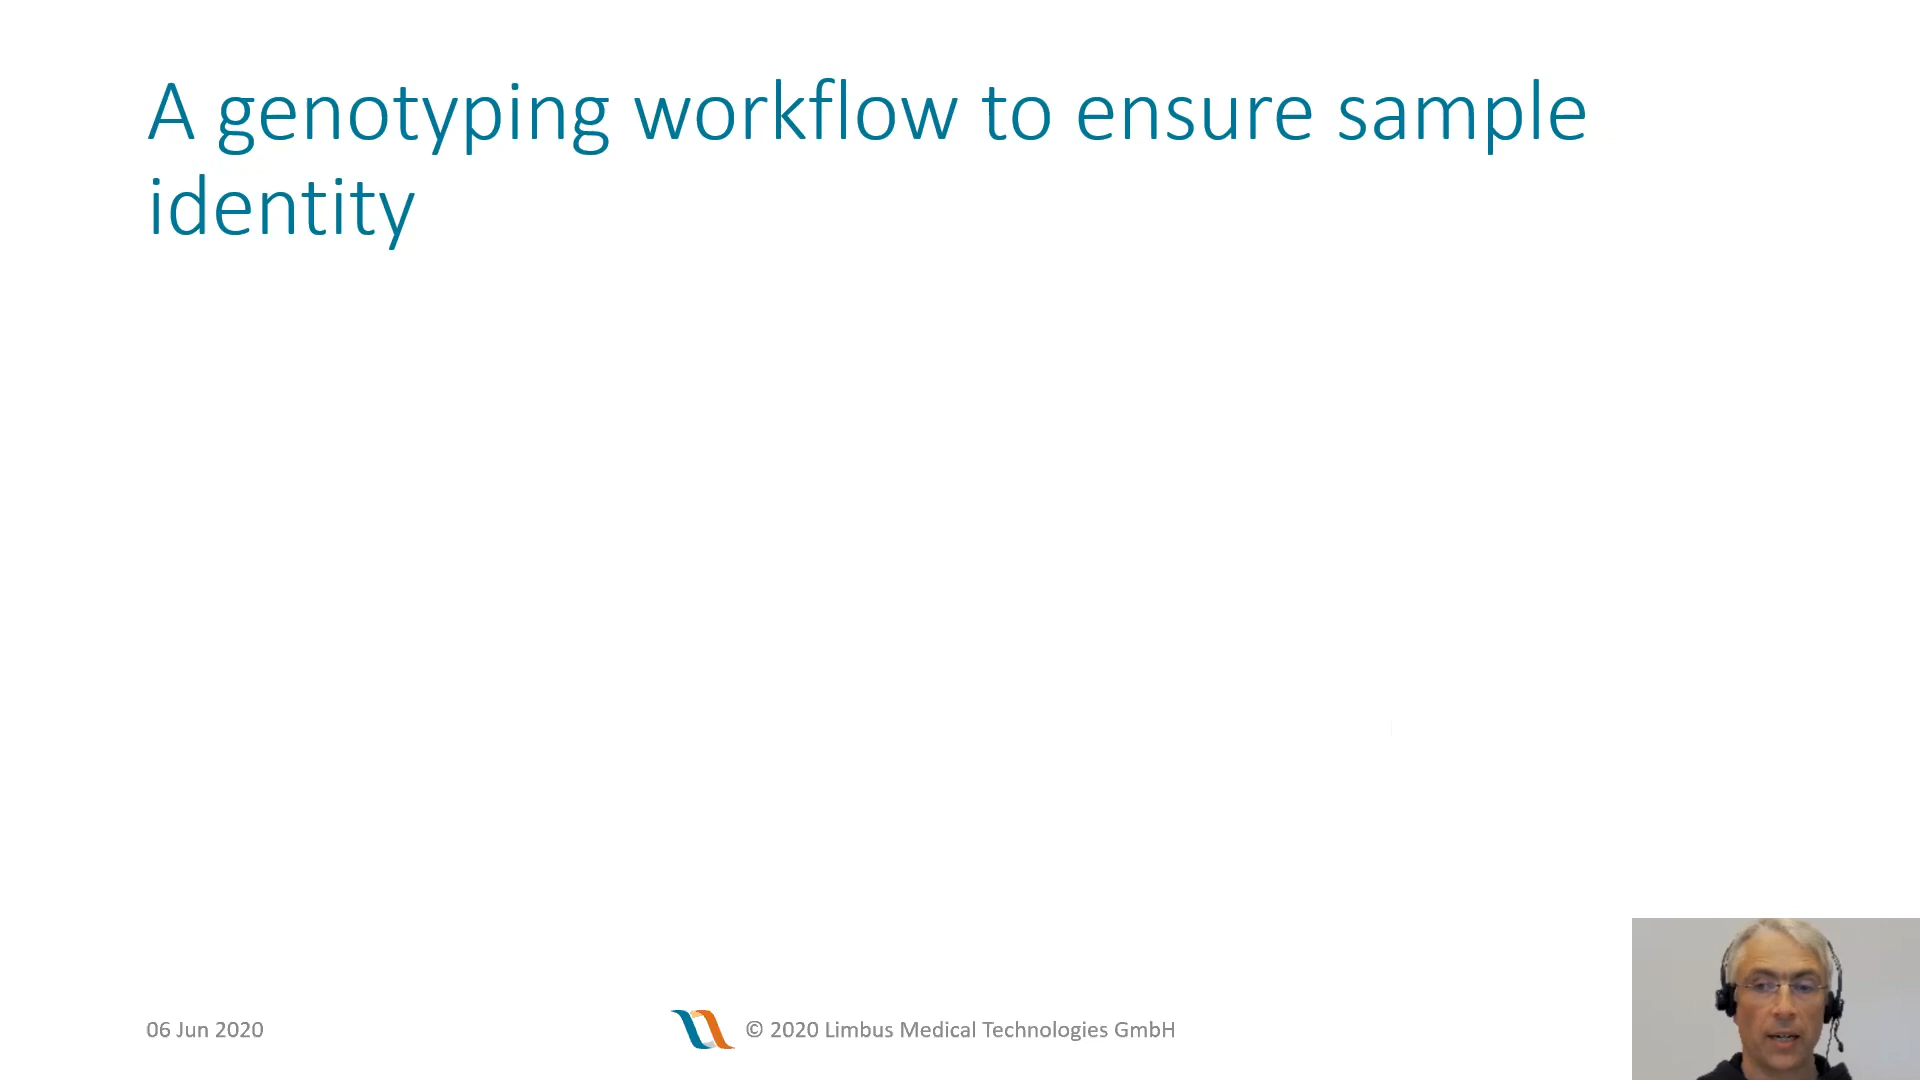 A genotyping workflow to ensure sample
identity
06 Jun 2020
© 2020 Limbus Medical Technologies GmbH